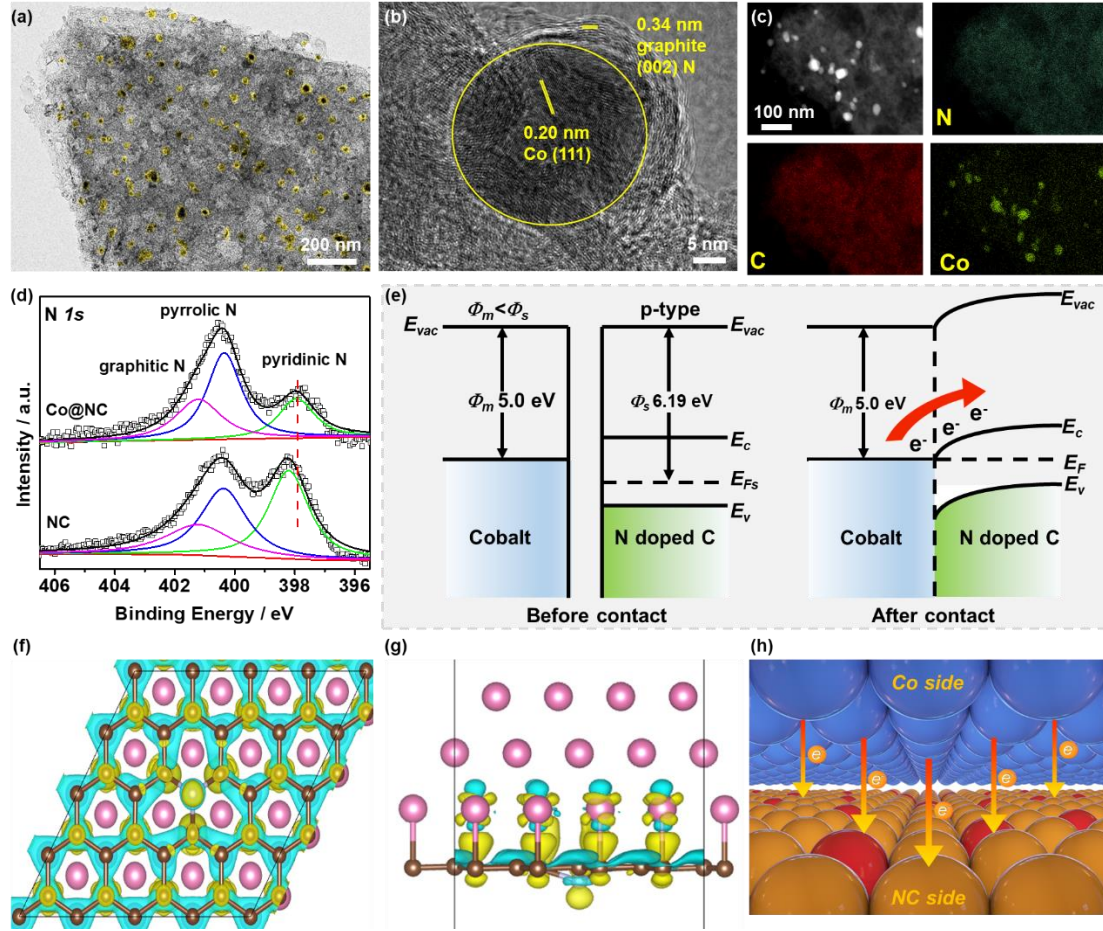 (a)
200 nm
(b)
0.34 nm
graphite
(002) N
0.20 nm
Co (111)
5 nm
(c)
100 nm
N
C
Co
(d)
N 1s
pyrrolic N
graphitic N
pyridinic N
Co@NC
NC
Intensity / a.u.
406 404 402 400 398 396
Binding Energy / eV
(e)
Φm<Φs
p-type
Evac
Evac
Φm 5.0 eV
Φs 6.19 eV
Ec
EFs
Ev
Cobalt
N doped C
Before contact
Evac
Φm 5.0 eV
e-
e-
e-
Ec
EF
Ev
Cobalt
N doped C
After contact
(f)
(g)
(h)
Co side
e
e
e
e
e
NC side